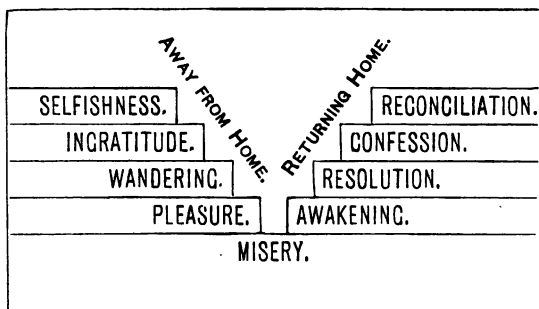 AWAY FROM HOME.
SELFISHNESS.
INGRATITUDE.
WANDERING.
PLEASURE.
MISERY.
RETURNING HOME.
RECONCILIATION.
CONFESSION.
RESOLUTION.
AWAKENING.